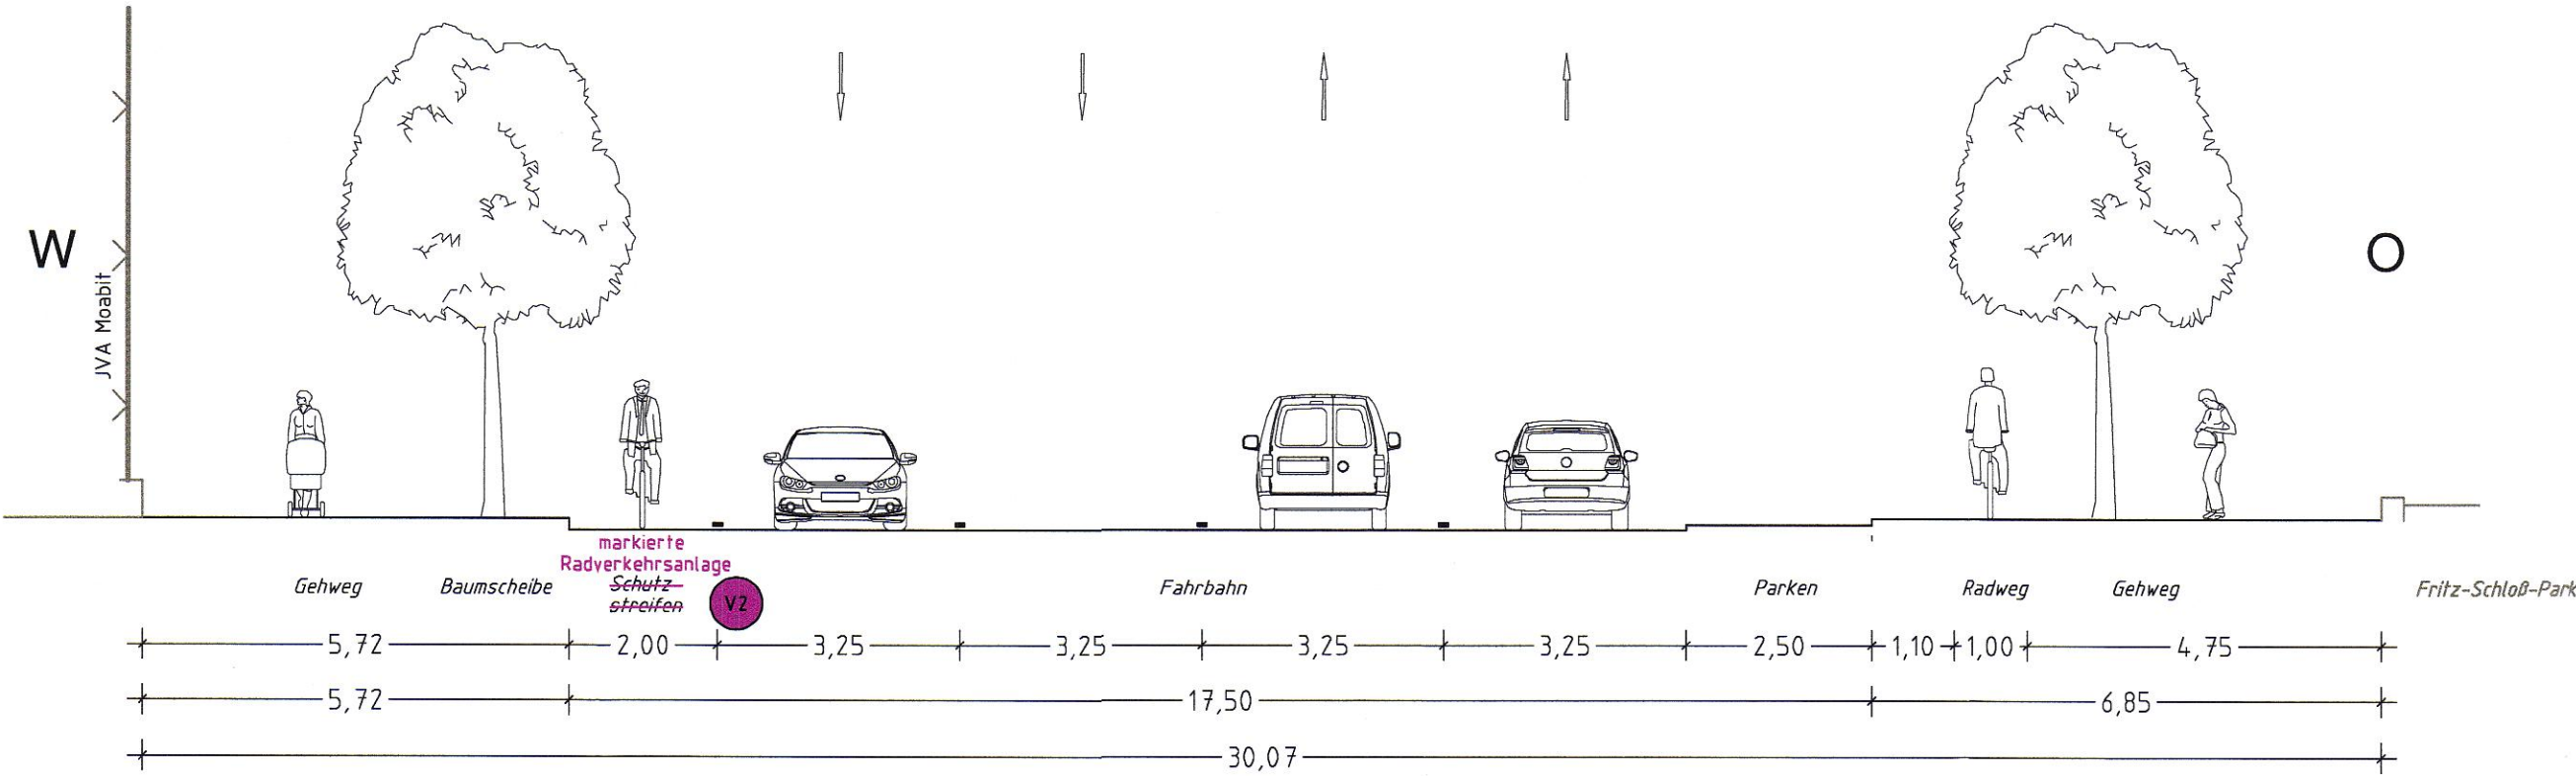 W
JVA Moabit
O
markierte
Radverkehrsanlage
Schutz-
streifen
V2
Gehweg
Baumscheibe
Fahrbahn
Parken
Radweg
Gehweg
Fritz-Schloß-Park
5,72 2,00 3,25 3,25 3,25 3,25 2,50 1,10 1,00 4,75
5,72 17,50 6,85
30,07